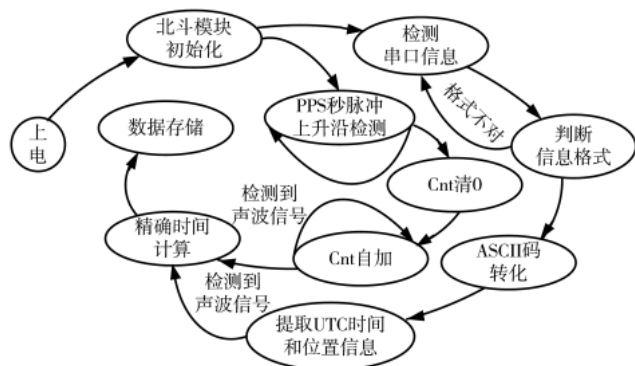 北斗模块
初始化
检测
串口信息
上
电
数据存储
PPS秒脉冲
上升沿检测
格式不对
判断
信息格式
Cnt清0
检测到
声波信号
精确时间
计算
Cnt自加
ASCII码
转化
检测到
声波信号
提取UTC时间
和位置信息